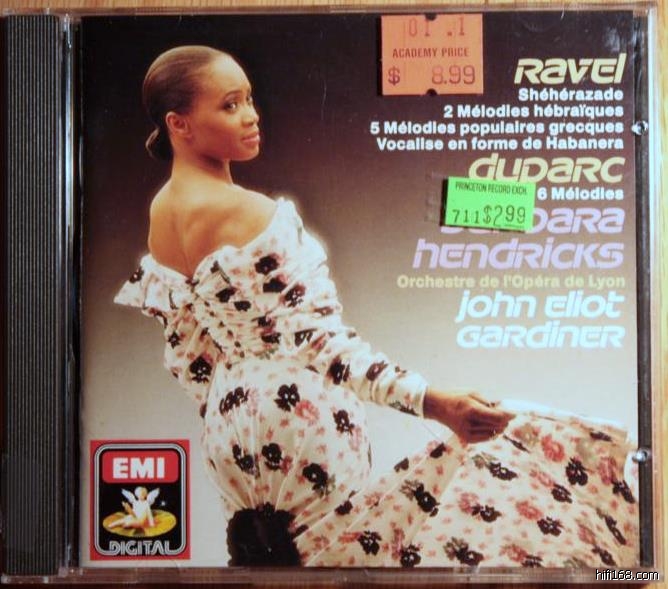 01 .1
ACADEMY PRICE
$ 8.99
Ravel
Shéhérazade
2 Mélodies hébraïques
5 Mélodies populaires grecques
Vocalise en forme de Habanera
duparc
6 Mélodies
PRINCETON RECORD EXCH.
711 $2.99
hendricks
Orchestre de l'Opéra de Lyon
john eliot
Gardiner
EMI
DIGITAL
hifi168.com